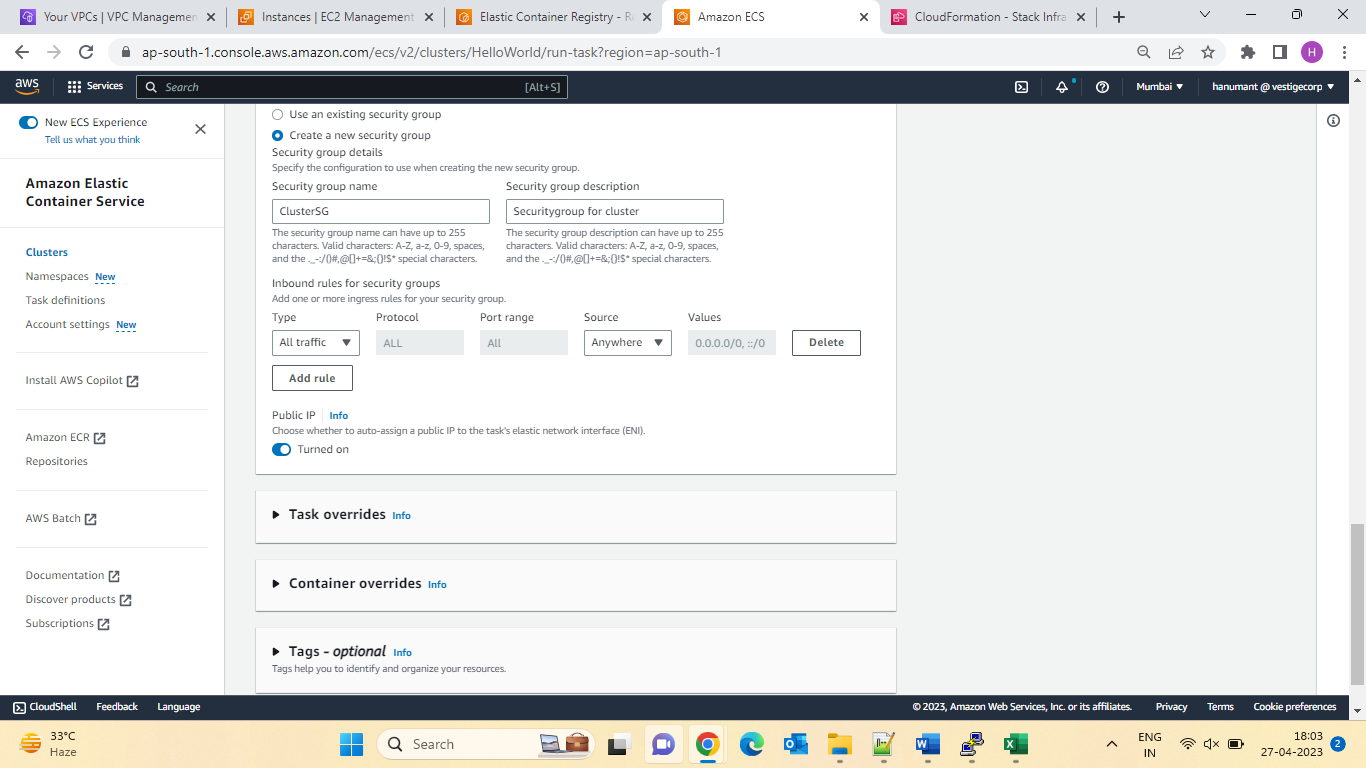 Your VPCs | VPC Managemen
Instances | EC2 Management
Elastic Container Registry - R
Amazon ECS
CloudFormation - Stack Infra
ap-south-1.console.aws.amazon.com/ecs/v2/clusters/HelloWorld/run-task?region=ap-south-1
H
aws
Services
Search
[Alt+S]
Mumbai
hanumant @ vestigecorp
New ECS Experience
Tell us what you think
Amazon Elastic
Container Service
Clusters
Namespaces New
Task definitions
Account settings New
Install AWS Copilot
Amazon ECR
Repositories
AWS Batch
Documentation
Discover products
Subscriptions
Use an existing security group
Create a new security group
Security group details
Specify the configuration to use when creating the new security group.
Security group name
ClusterSG
The security group name can have up to 255
characters. Valid characters: A-Z, a-z, 0-9, spaces,
and the ._-:/()#,@[]+=&;{}!$* special characters.
Security group description
Securitygroup for cluster
The security group description can have up to 255
characters. Valid characters: A-Z, a-z, 0-9, spaces,
and the ._-:/()#,@[]+=&;{}!$* special characters.
Inbound rules for security groups
Add one or more ingress rules for your security group.
Type Protocol Port range Source Values
All traffic ALL All Anywhere 0.0.0.0/0, ::/0 Delete
Add rule
Public IP Info
Choose whether to auto-assign a public IP to the task's elastic network interface (ENI).
Turned on
Task overrides Info
Container overrides Info
Tags - optional Info
Tags help you to identify and organize your resources.
CloudShell Feedback Language
© 2023, Amazon Web Services, Inc. or its affiliates. Privacy Terms Cookie preferences
33°C
Haze
Search
ENG
IN
18:03
27-04-2023
2